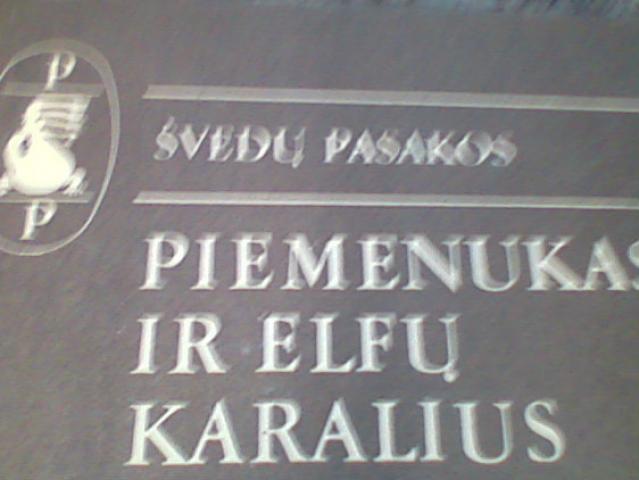 P
P
ŠVEDŲ PASAKOS
PIEMENUKAS
IR ELFŲ
KARALIUS